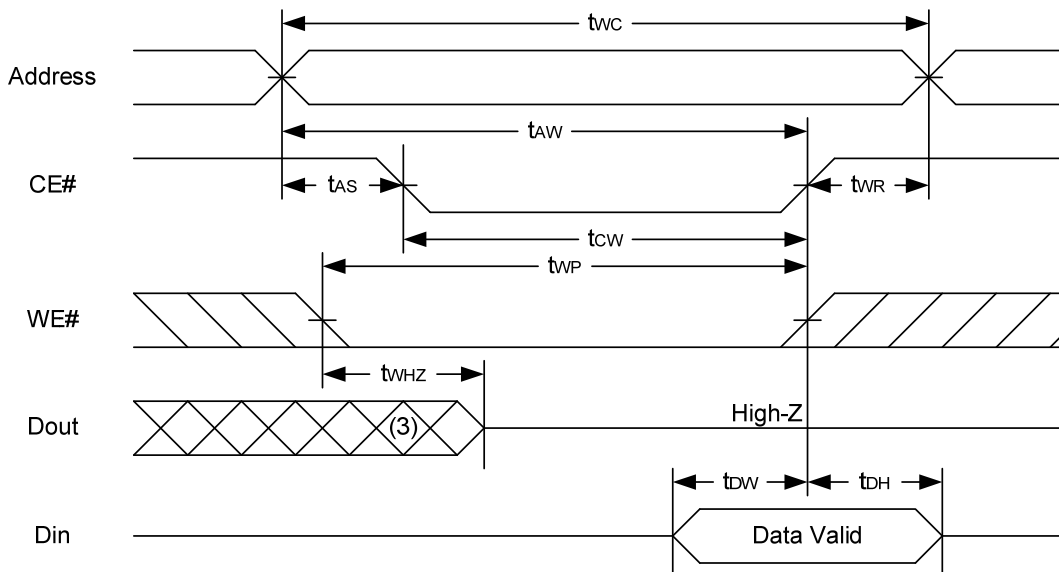 tWC
Address
tAW
CE#
tAS
tWR
tCW
tWP
WE#
tWHZ
Dout
(3)
High-Z
tDW
tDH
Din
Data Valid